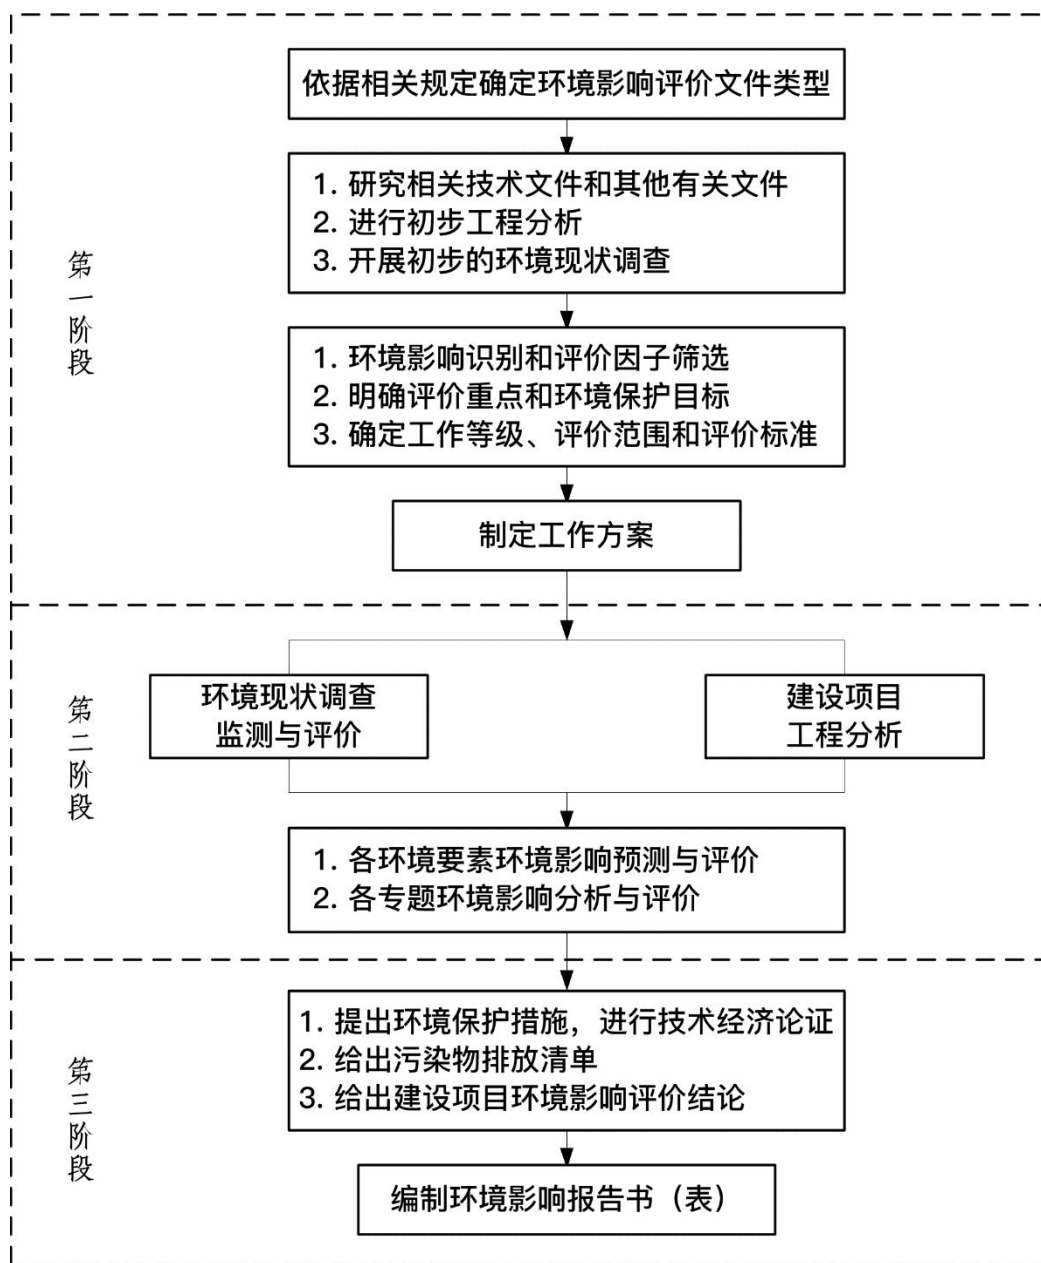 依据相关规定确定环境影响评价文件类型
1. 研究相关技术文件和其他有关文件
2. 进行初步工程分析
3. 开展初步的环境现状调查
第一阶段
1. 环境影响识别和评价因子筛选
2. 明确评价重点和环境保护目标
3. 确定工作等级、评价范围和评价标准
制定工作方案
第二阶段
环境现状调查
监测与评价
建设项目
工程分析
1. 各环境要素环境影响预测与评价
2. 各专题环境影响分析与评价
第三阶段
1. 提出环境保护措施，进行技术经济论证
2. 给出污染物排放清单
3. 给出建设项目环境影响评价结论
编制环境影响报告书（表）